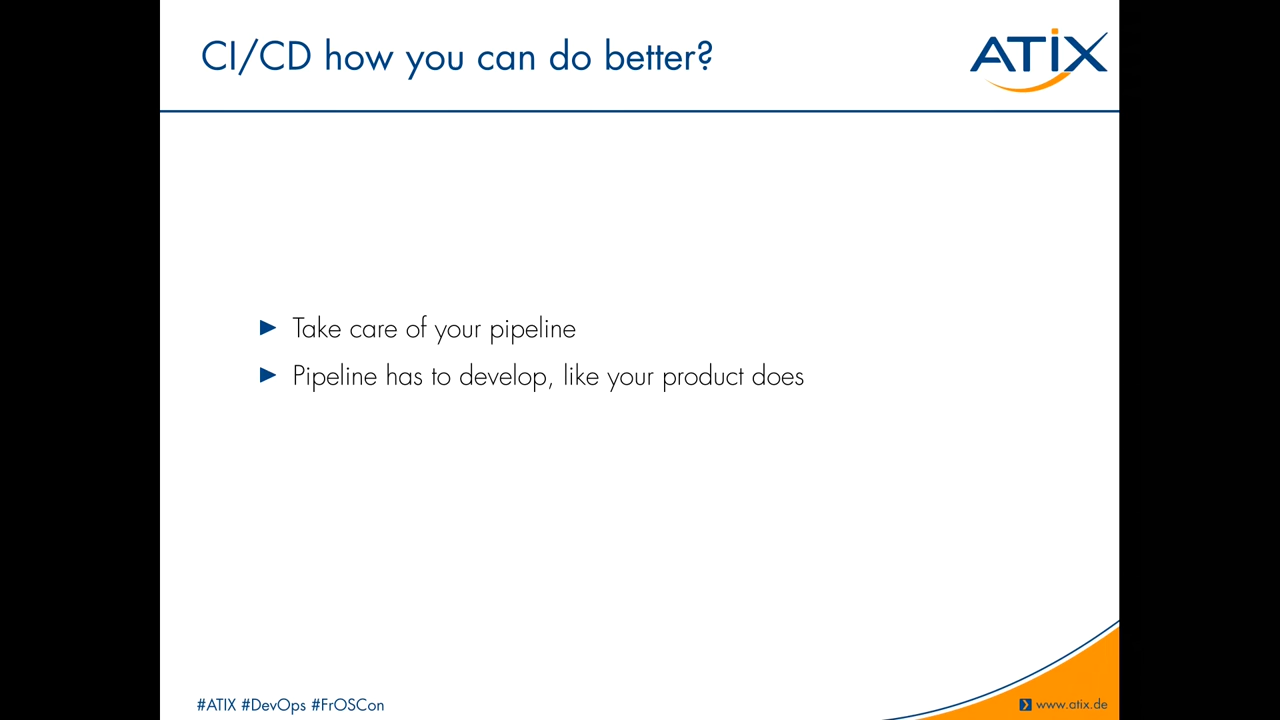 CI/CD how you can do better?
ATIX
Take care of your pipeline
Pipeline has to develop, like your product does
#ATIX #DevOps #FrOSCon
www.atix.de